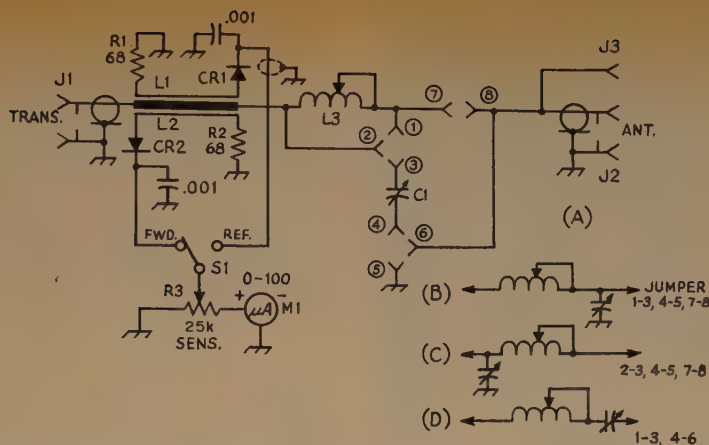 .001
R1
68
J1
TRANS.
L1
L2
CR1
CR2
R2
68
.001
FWD.
REF.
S1
R3
25k
SENS.
0-100
+
−
μA
M1
L3
①
②
③
C1
④
⑤
⑥
⑦
⑧
J3
ANT.
J2
(A)
(B)
JUMPER
1-3, 4-5, 7-8
(C)
2-3, 4-5, 7-8
(D)
1-3, 4-6